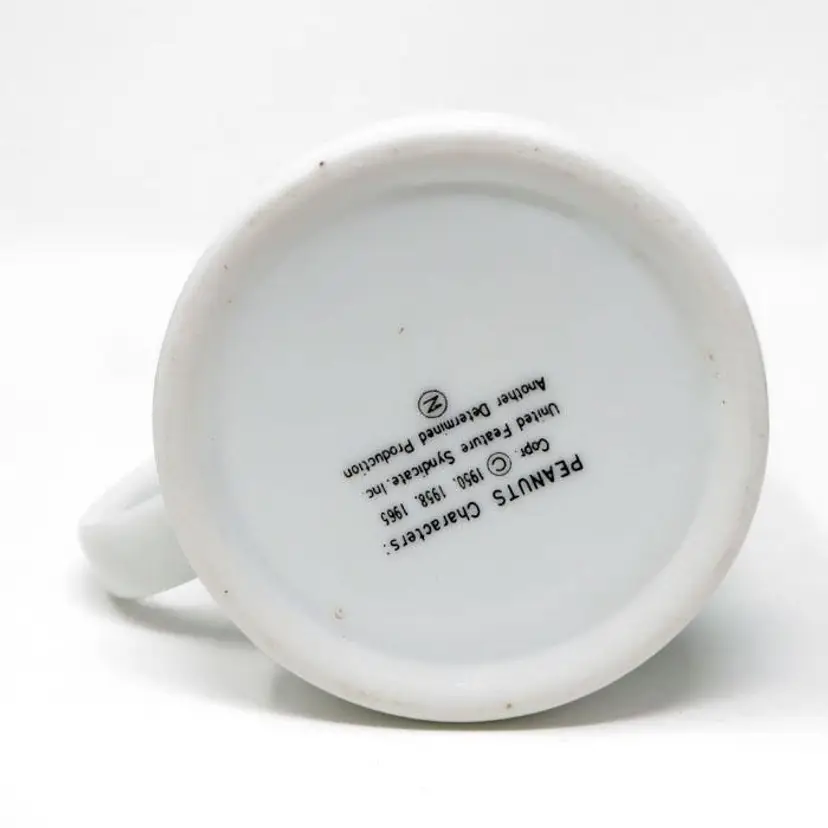 PEANUTS Characters:
Copr. © 1950, 1958, 1965
United Feature Syndicate, Inc.
Another Determined Production
Z